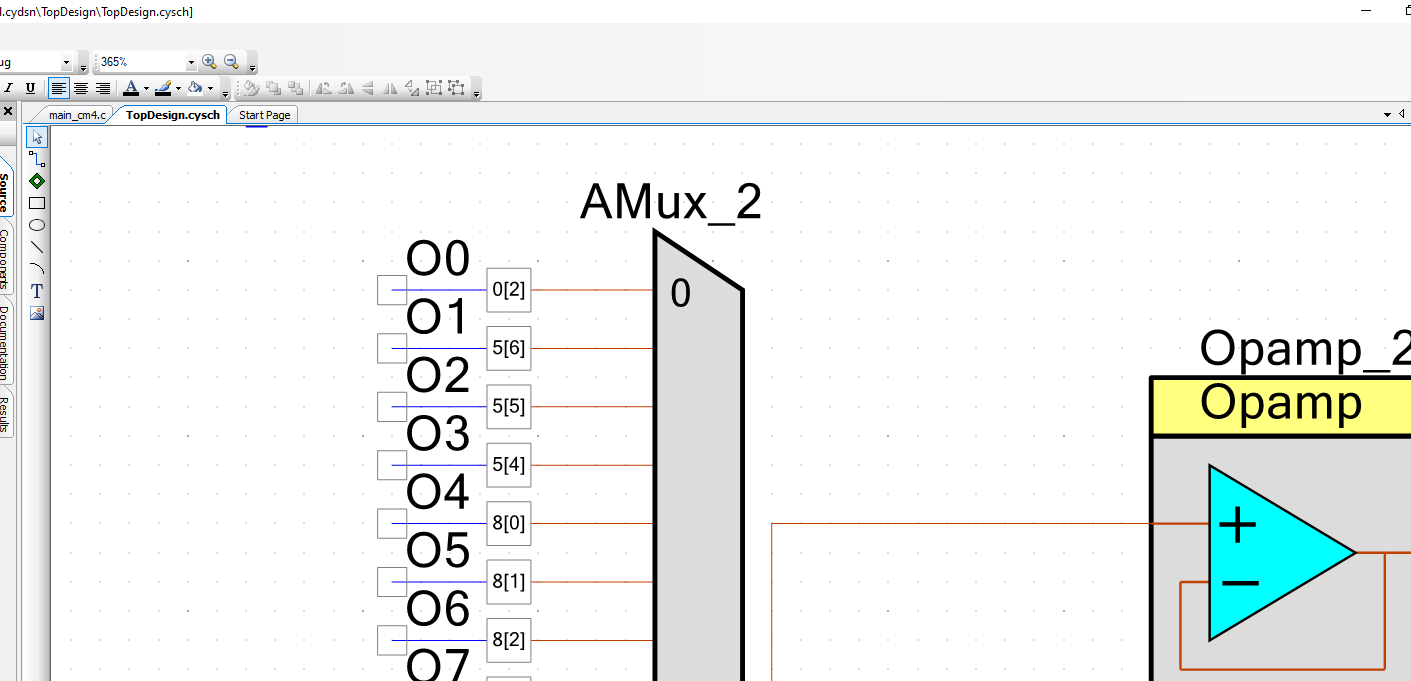 l.cydsn\TopDesign\TopDesign.cysch]
ug
365%
I U A
main_cm4.c TopDesign.cysch Start Page
Source
Components
Documentation
Results
T
AMux_2
O0
0[2]
0
O1
5[6]
O2
5[5]
O3
5[4]
O4
8[0]
O5
8[1]
O6
8[2]
O7
Opamp_2
Opamp
+
−